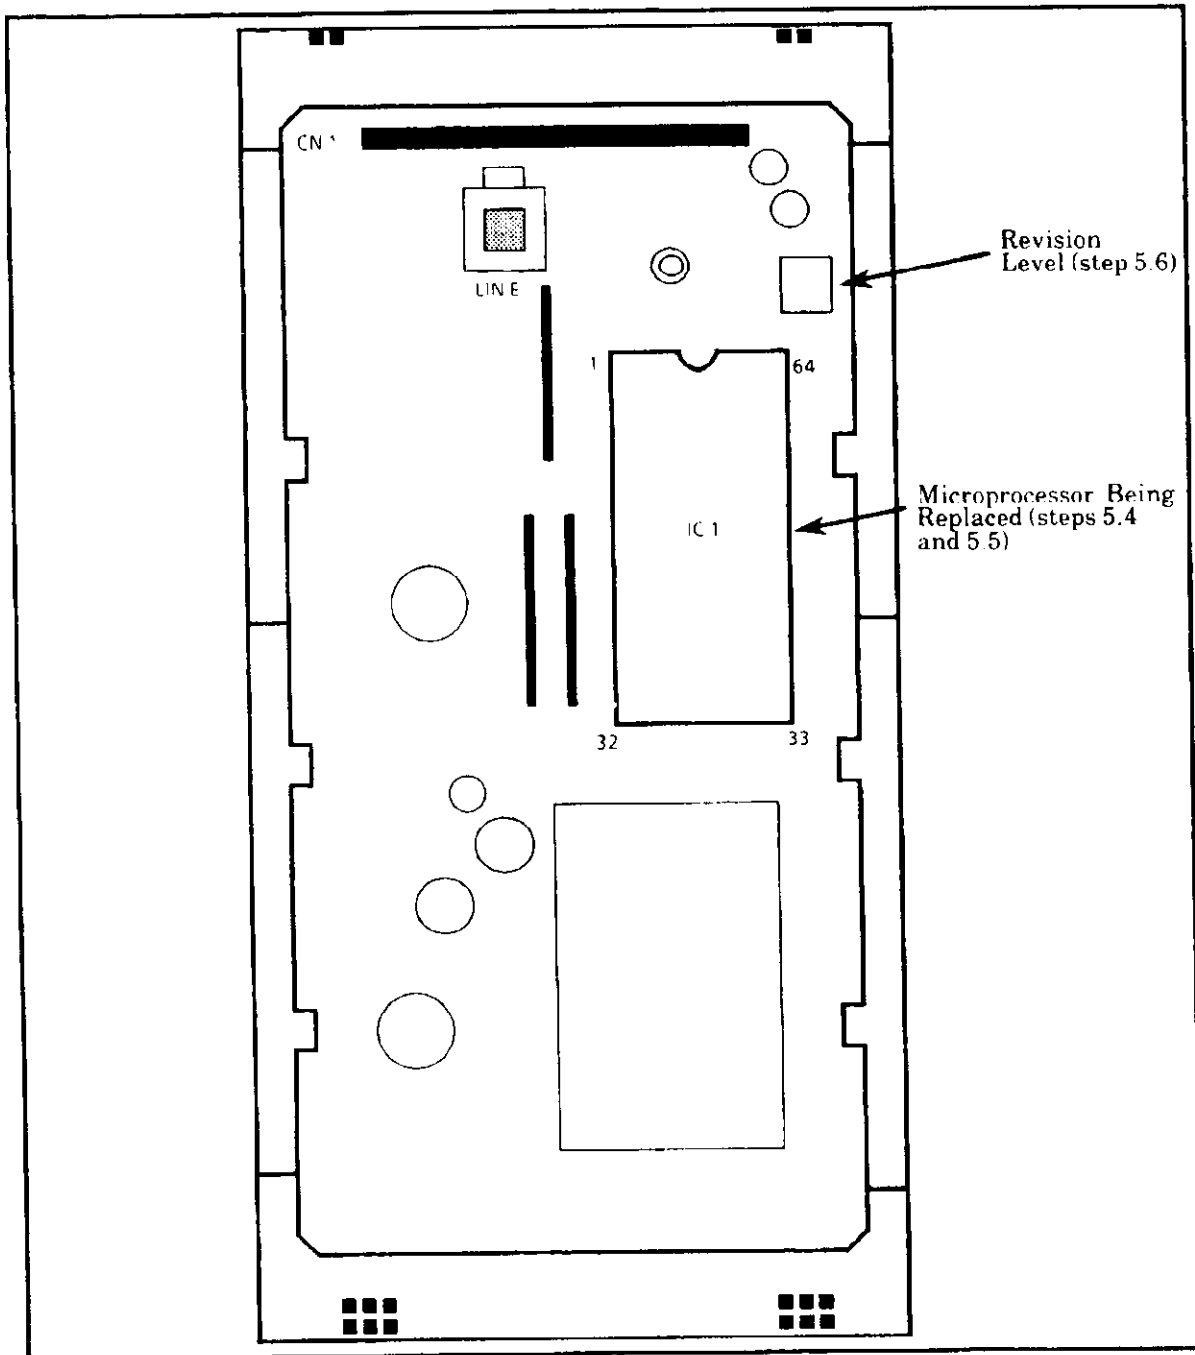 CN 1
LINE
Revision
Level (step 5.6)
1
64
Microprocessor Being
Replaced (steps 5.4
and 5.5)
IC 1
32
33